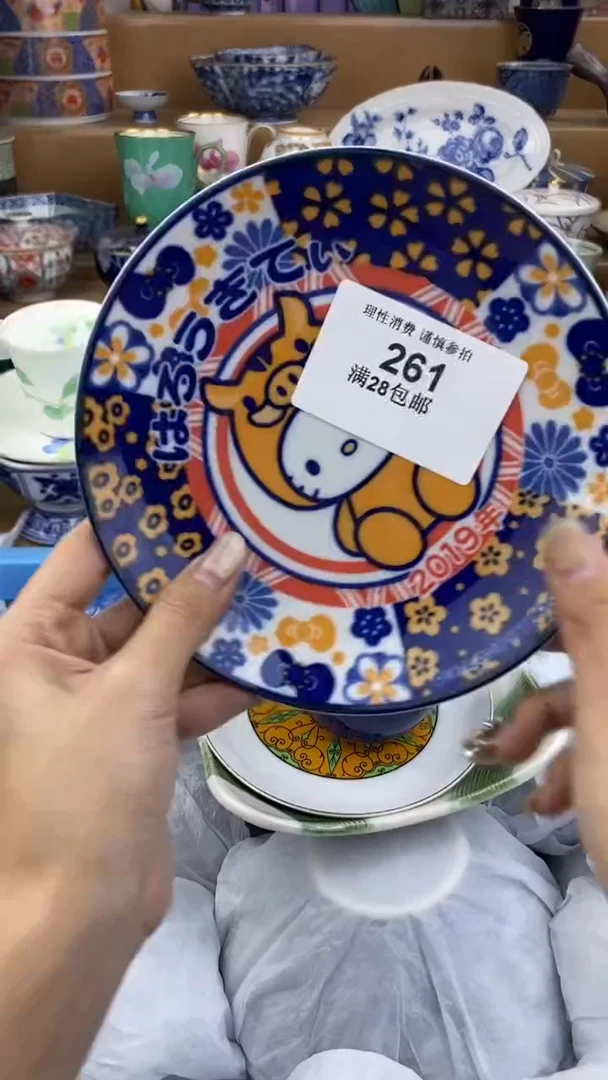 はろうきてぃ
理性消费 谨慎参拍
261
满28包邮
2019年